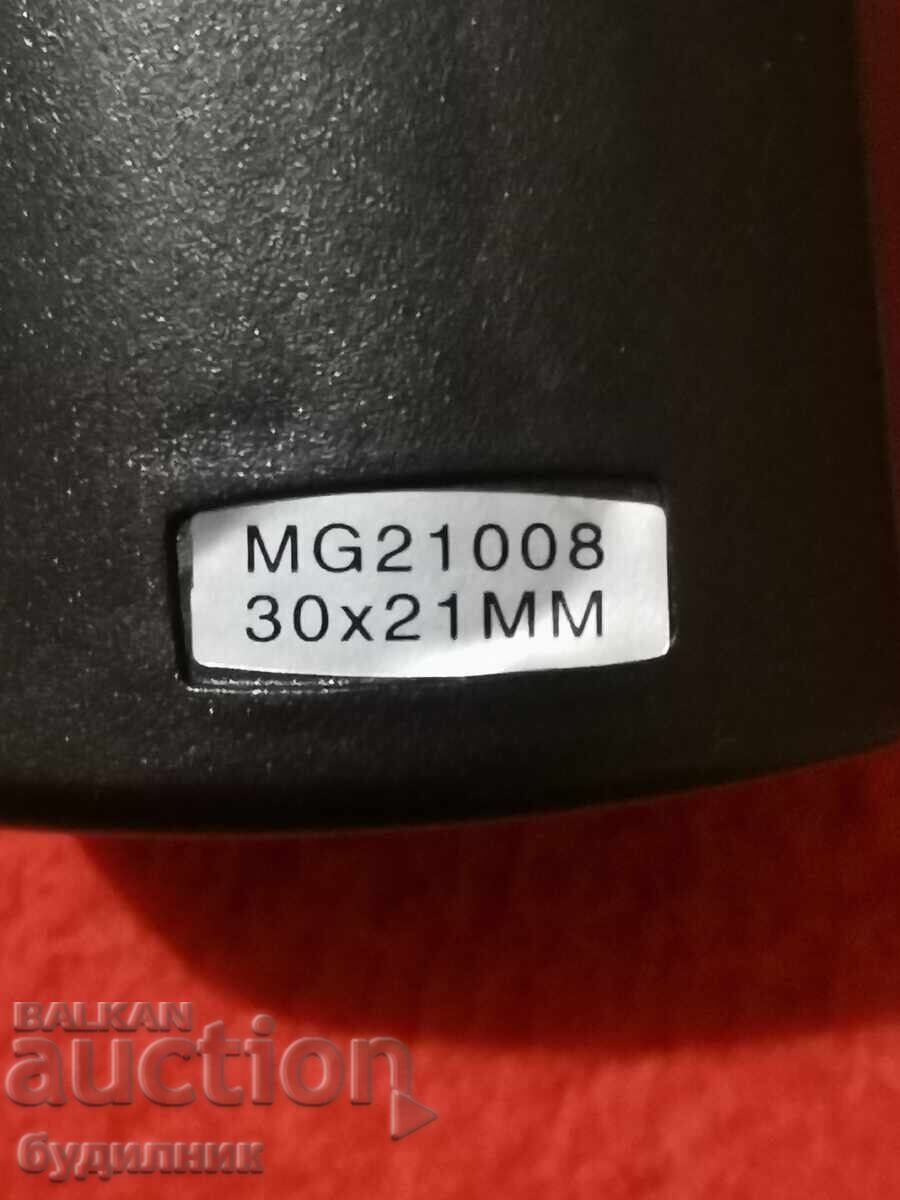 MG21008
30x21MM
BALKAN
auction
будилник